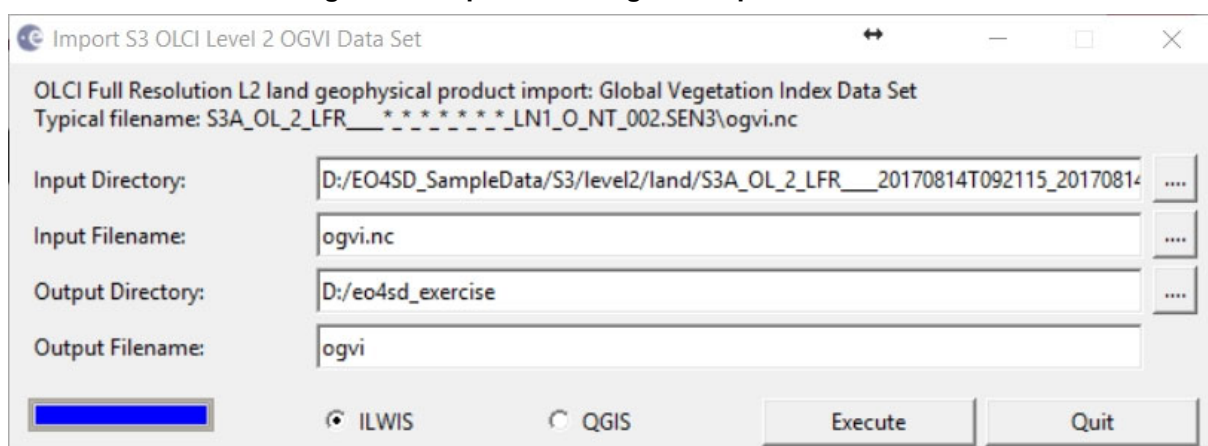 Import S3 OLCI Level 2 OGVI Data Set
OLCI Full Resolution L2 land geophysical product import: Global Vegetation Index Data Set
Typical filename: S3A_OL_2_LFR____*_*_*_*_*_*_*_*_LN1_O_NT_002.SEN3\ogvi.nc
Input Directory: D:/EO4SD_SampleData/S3/level2/land/S3A_OL_2_LFR____20170814T092115_20170814 ....
Input Filename: ogvi.nc ....
Output Directory: D:/eo4sd_exercise ....
Output Filename: ogvi
ILWIS QGIS Execute Quit